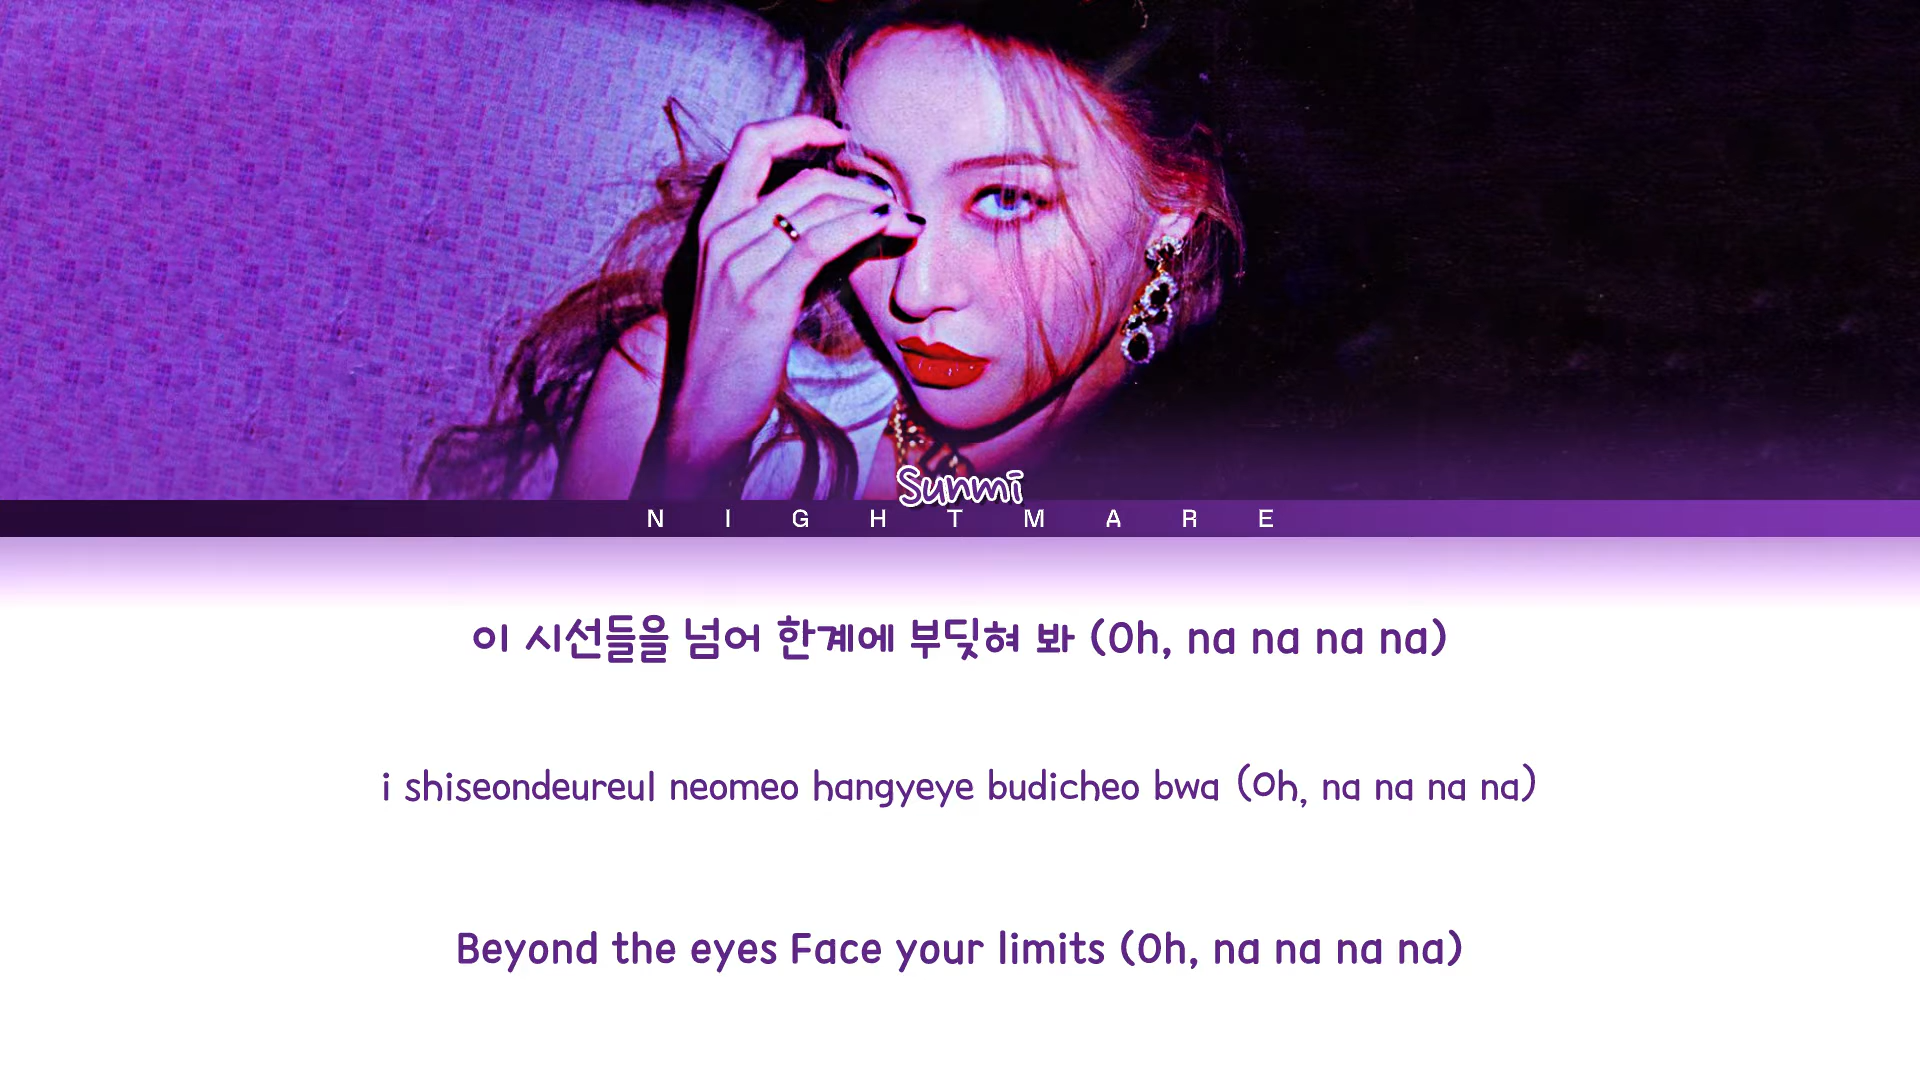 Sunmi
NIGHTMARE
이 시선들을 넘어 한계에 부딪혀 봐 (Oh, na na na na)
i shiseondeureul neomeo hangyeye budicheo bwa (Oh, na na na na)
Beyond the eyes Face your limits (Oh, na na na na)